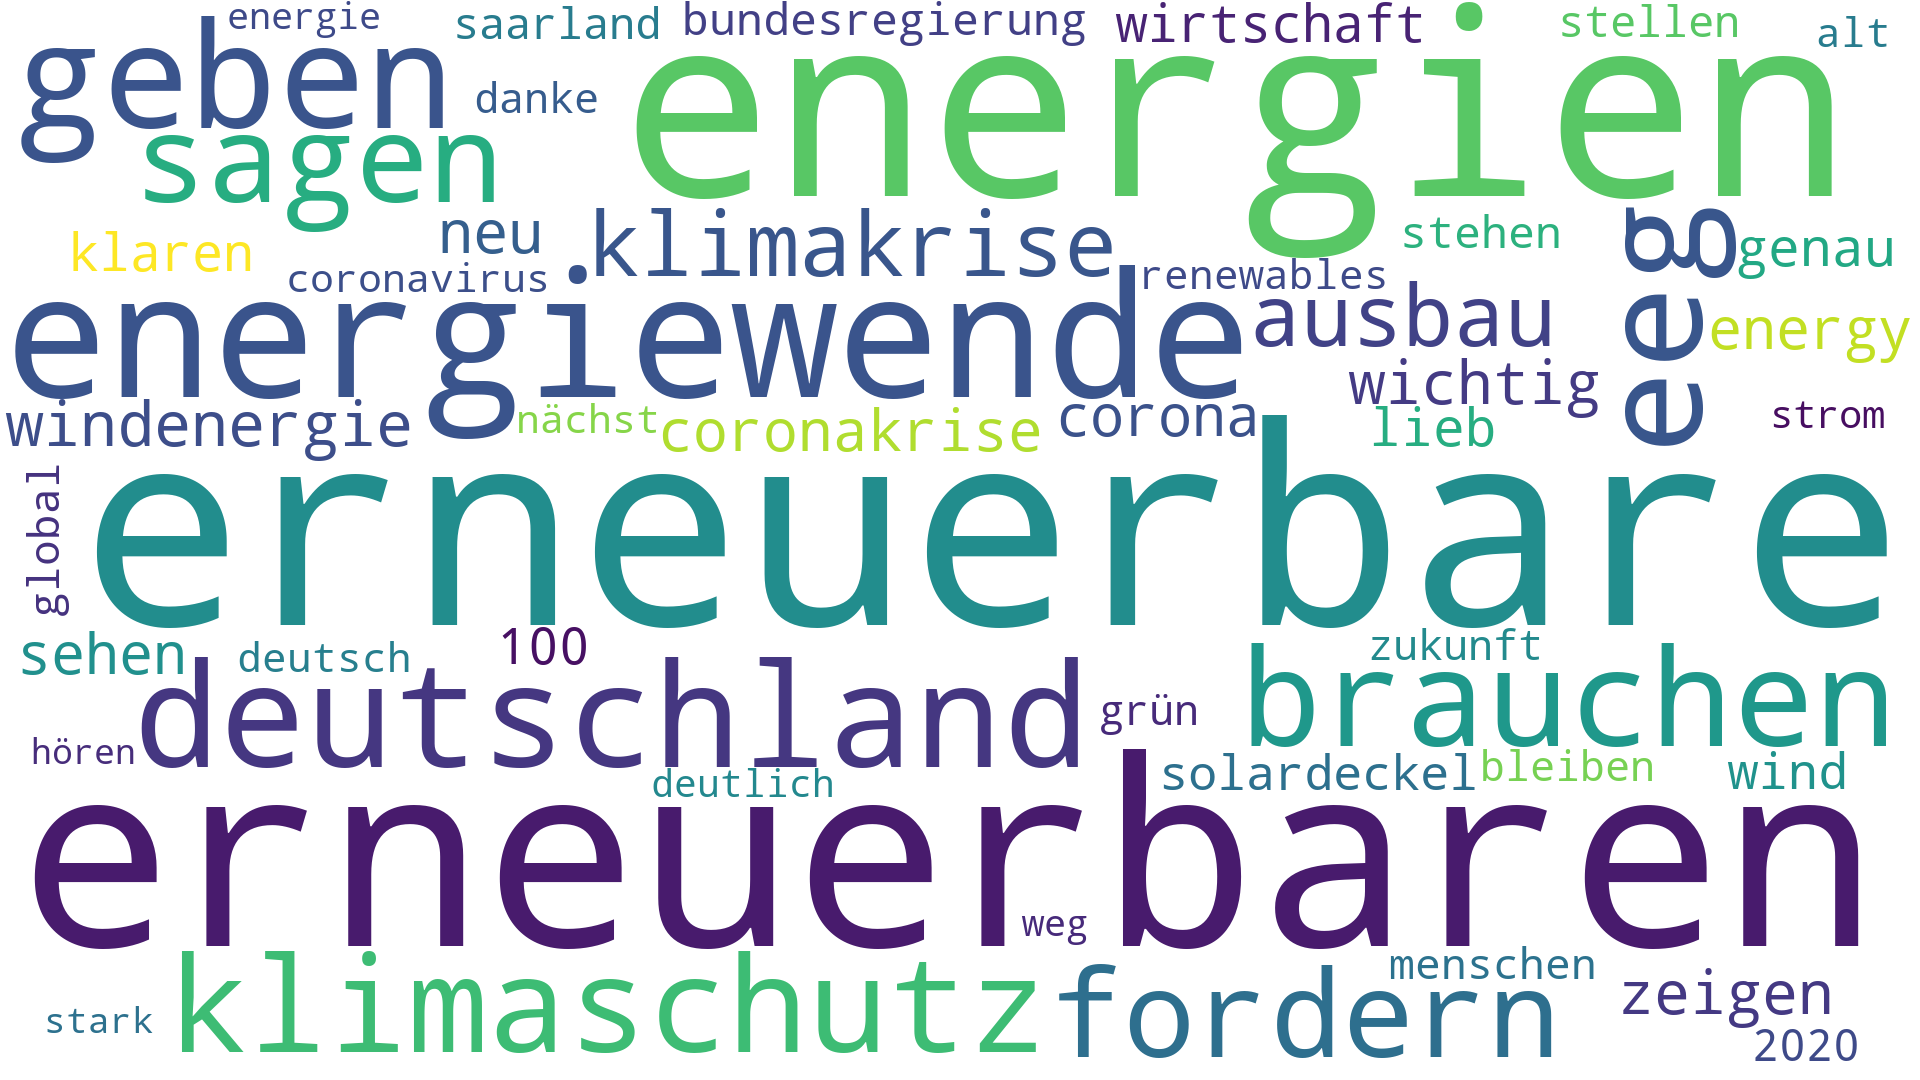 energie saarland bundesregierung wirtschaft stellen alt
geben danke energien
sagen
klaren neu klimakrise stehen eeg genau
coronavirus renewables
energiewende ausbau energy
windenergie nächst coronakrise corona wichtig lieb strom
global erneuerbare
sehen deutsch 100 zukunft
deutschland grün brauchen
hören deutlich solardeckel bleiben wind
erneuerbaren
weg
klimaschutz fordern menschen zeigen
stark 2020